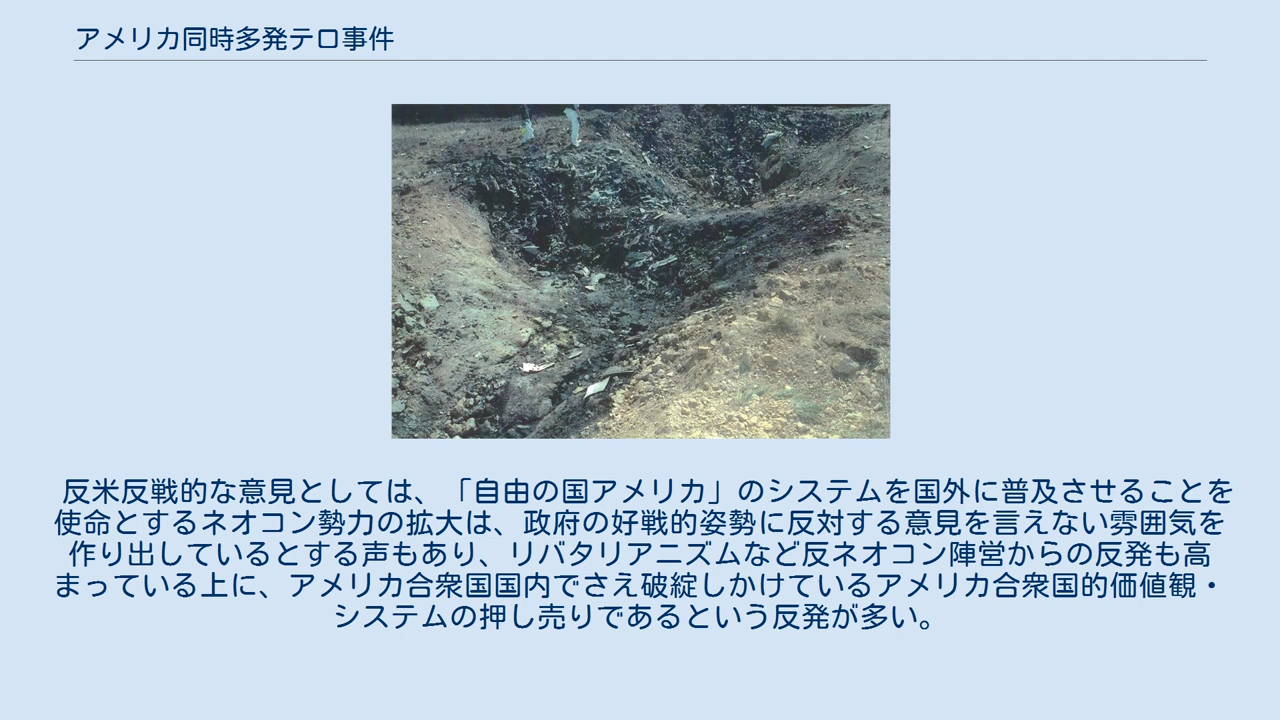 アメリカ同時多発テロ事件
反米反戦的な意見としては、「自由の国アメリカ」のシステムを国外に普及させることを
使命とするネオコン勢力の拡大は、政府の好戦的姿勢に反対する意見を言えない雰囲気を
作り出しているとする声もあり、リバタリアニズムなど反ネオコン陣営からの反発も高
まっている上に、アメリカ合衆国国内でさえ破綻しかけているアメリカ合衆国的価値観・
システムの押し売りであるという反発が多い。